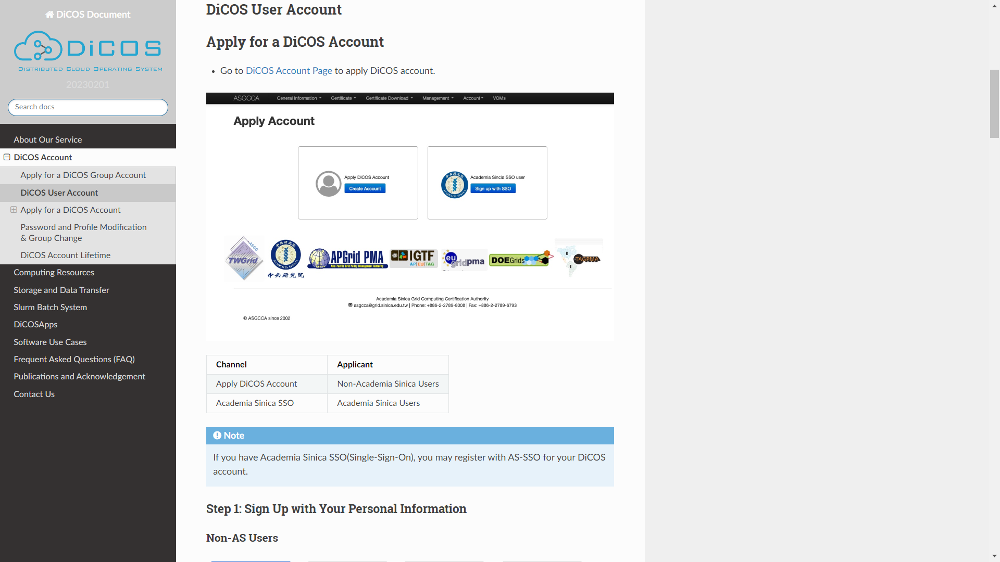 DiCOS Document
DiCOS
DISTRIBUTED CLOUD OPERATING SYSTEM
20230201
Search docs
About Our Service
DiCOS Account
Apply for a DiCOS Group Account
DiCOS User Account
Apply for a DiCOS Account
Password and Profile Modification
& Group Change
DiCOS Account Lifetime
Computing Resources
Storage and Data Transfer
Slurm Batch System
DiCOSApps
Software Use Cases
Frequent Asked Questions (FAQ)
Publications and Acknowledgement
Contact Us
DiCOS User Account
Apply for a DiCOS Account
Go to DiCOS Account Page to apply DiCOS account.
ASGCCA General Information Certificate Certificate Download Management Account VOMs
Apply Account
Apply DiCOS Account
Create Account
Academia Sincia SSO user
Sign up with SSO
ASGC
TWGrid
中央研究院
APGrid PMA
Asia-Pacific Grid Policy Management Authority
IGTF
AP|EU|TAG
eu
gridpma
DOEGrids
TAGPMA
Academia Sinica Grid Computing Certification Authority
asgcca@grid.sinica.edu.tw | Phone: +886-2-2789-8008 | Fax: +886-2-2789-6793
© ASGCCA since 2002
Channel Applicant
Apply DiCOS Account Non-Academia Sinica Users
Academia Sinica SSO Academia Sinica Users
Note
If you have Academia Sinica SSO(Single-Sign-On), you may register with AS-SSO for your DiCOS
account.
Step 1: Sign Up with Your Personal Information
Non-AS Users